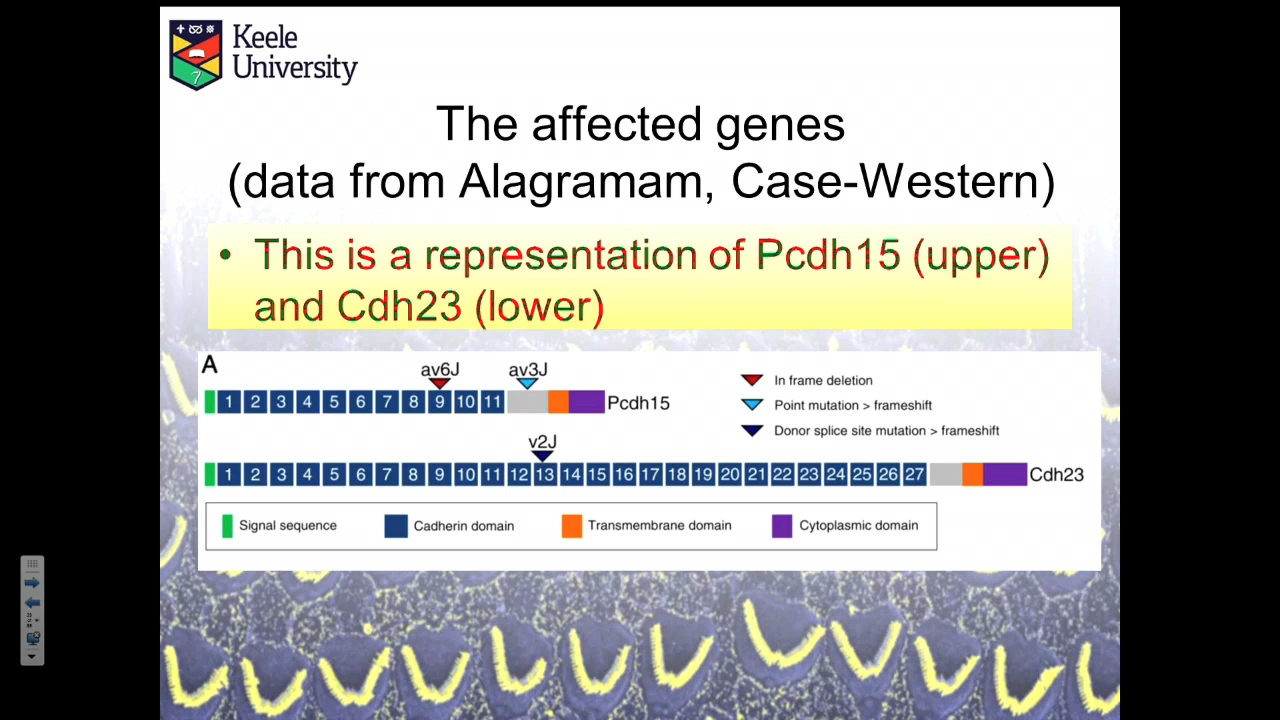 Keele
University
The affected genes
(data from Alagramam, Case-Western)
• This is a representation of Pcdh15 (upper)
and Cdh23 (lower)
A
av6J av3J
1 2 3 4 5 6 7 8 9 10 11 Pcdh15
In frame deletion
Point mutation > frameshift
Donor splice site mutation > frameshift
v2J
1 2 3 4 5 6 7 8 9 10 11 12 13 14 15 16 17 18 19 20 21 22 23 24 25 26 27 Cdh23
Signal sequence Cadherin domain Transmembrane domain Cytoplasmic domain